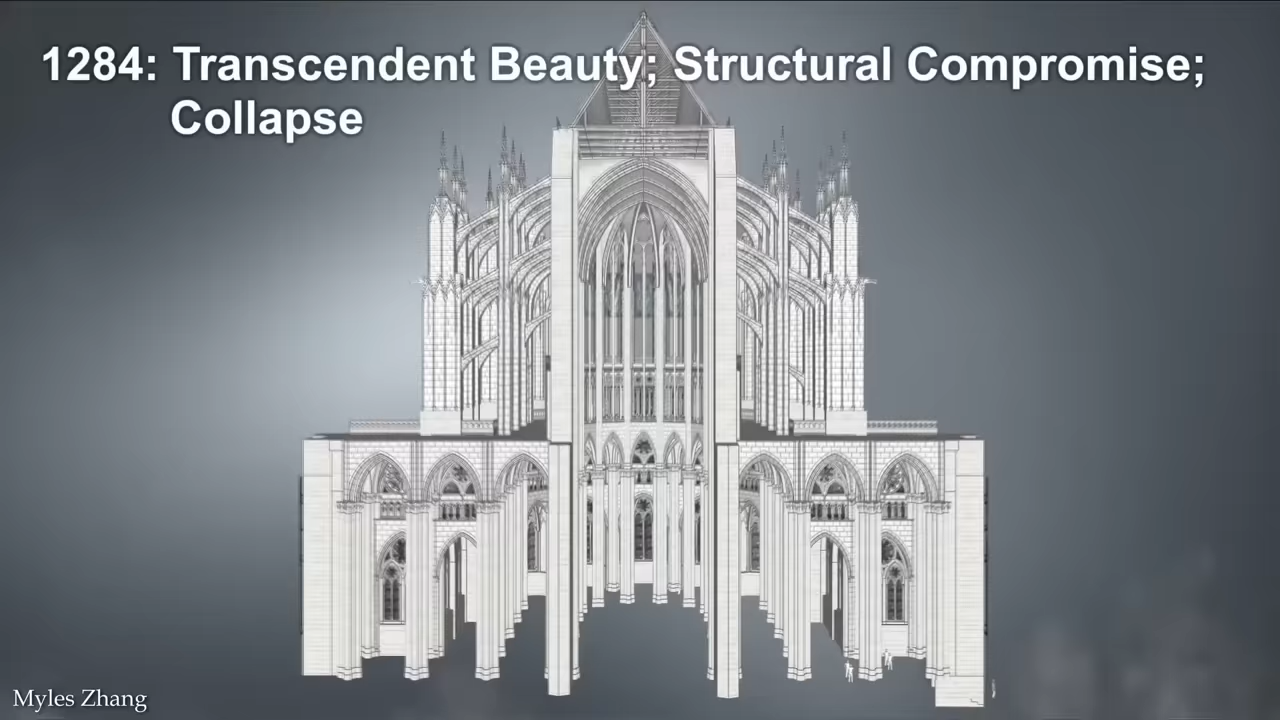 1284: Transcendent Beauty; Structural Compromise;
Collapse
Myles Zhang